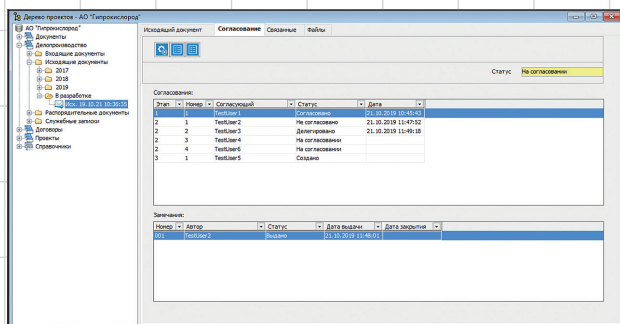 Дерево проектов - АО "Гипрокислород"
АО "Гипрокислород"
Документы
Делопроизводство
Входящие документы
Исходящие документы
2017
2018
2019
В разработке
Исх. 19.10.21 10:36:35
Распорядительные документы
Служебные записки
Договоры
Проекты
Справочники
Исходящий документ Согласование Связанные Файлы
Статус На согласовании
Согласования:
Этап Номер Согласующий Статус Дата
1 1 TestUser1 Согласовано 21.10.2019 10:45:43
2 1 TestUser2 Не согласовано 21.10.2019 11:47:52
2 2 TestUser3 Делегировано 21.10.2019 11:49:18
2 3 TestUser4 На согласовании
2 4 TestUser6 На согласовании
3 1 TestUser5 Создано
Замечания:
Номер Автор Статус Дата выдачи Дата закрытия
001 TestUser2 Выдано 21.10.2019 11:48:01